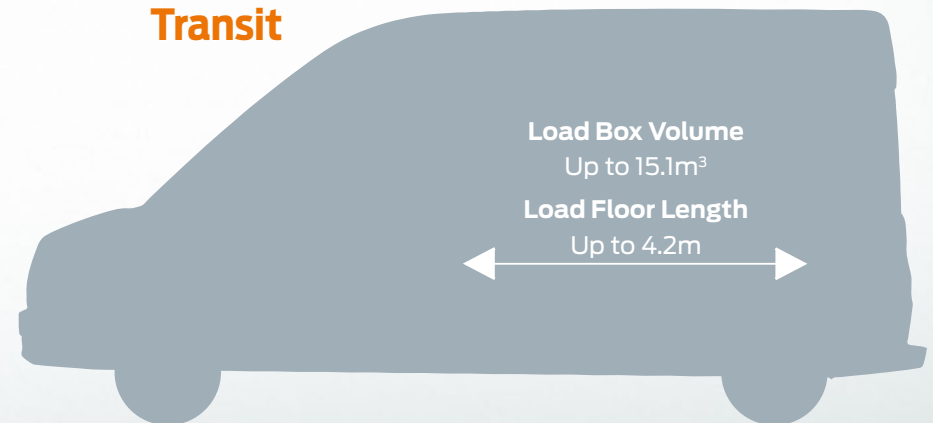 Transit
Load Box Volume
Up to 15.1m³
Load Floor Length
Up to 4.2m